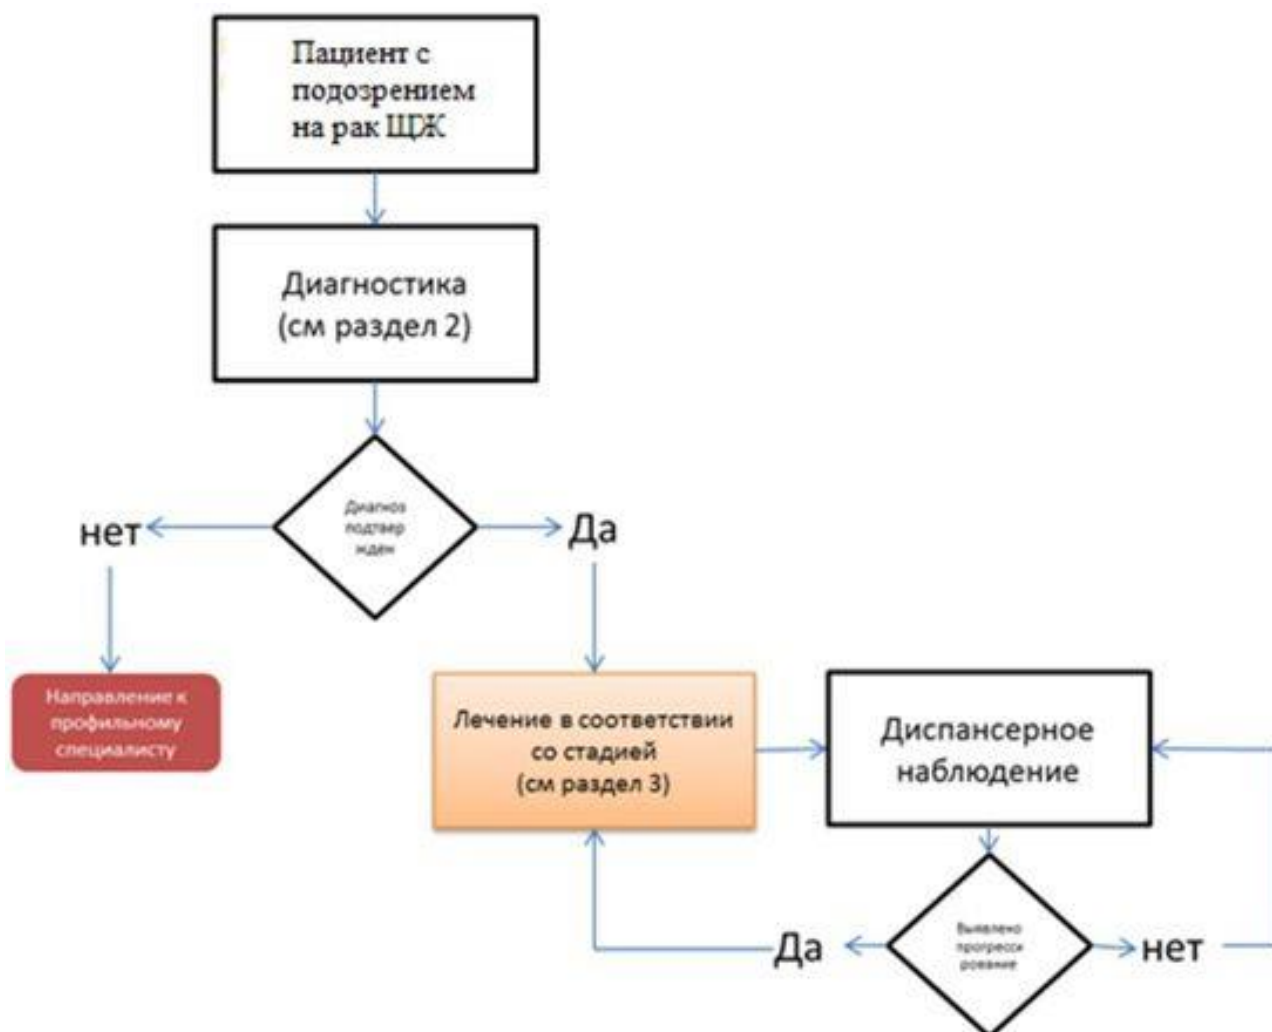 Пациент с
подозрением
на рак ЩЖ
Диагностика
(см раздел 2)
Диагноз
подтвер
жден
нет
Да
Направление к
профильному
специалисту
Лечение в соответствии
со стадией
(см раздел 3)
Диспансерное
наблюдение
Выявлено
прогресси
рование
Да
нет